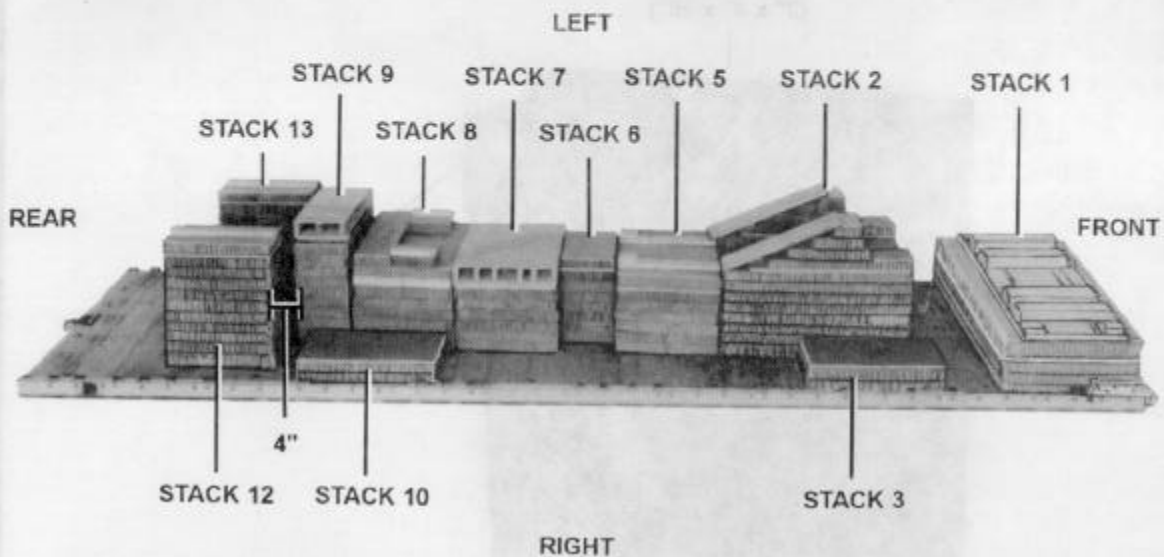 LEFT
STACK 9
STACK 7
STACK 5
STACK 2
STACK 1
STACK 13
STACK 8
STACK 6
REAR
FRONT
4"
STACK 12
STACK 10
STACK 3
RIGHT